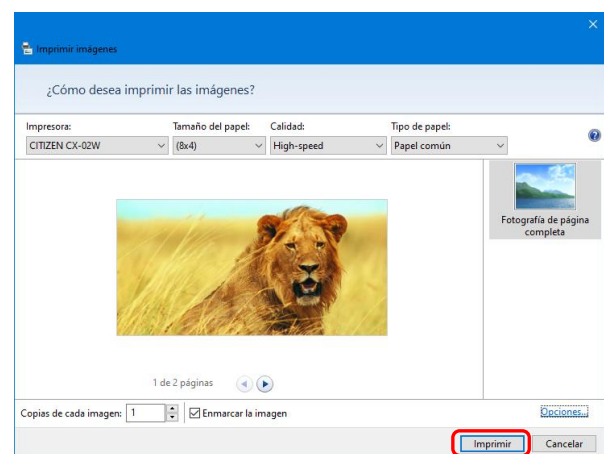 Imprimir imágenes
¿Cómo desea imprimir las imágenes?
Impresora: Tamaño del papel: Calidad: Tipo de papel:
CITIZEN CX-02W (8x4) High-speed Papel común
Fotografía de página
completa
1 de 2 páginas
Copias de cada imagen: 1 Enmarcar la imagen Opciones...
Imprimir Cancelar